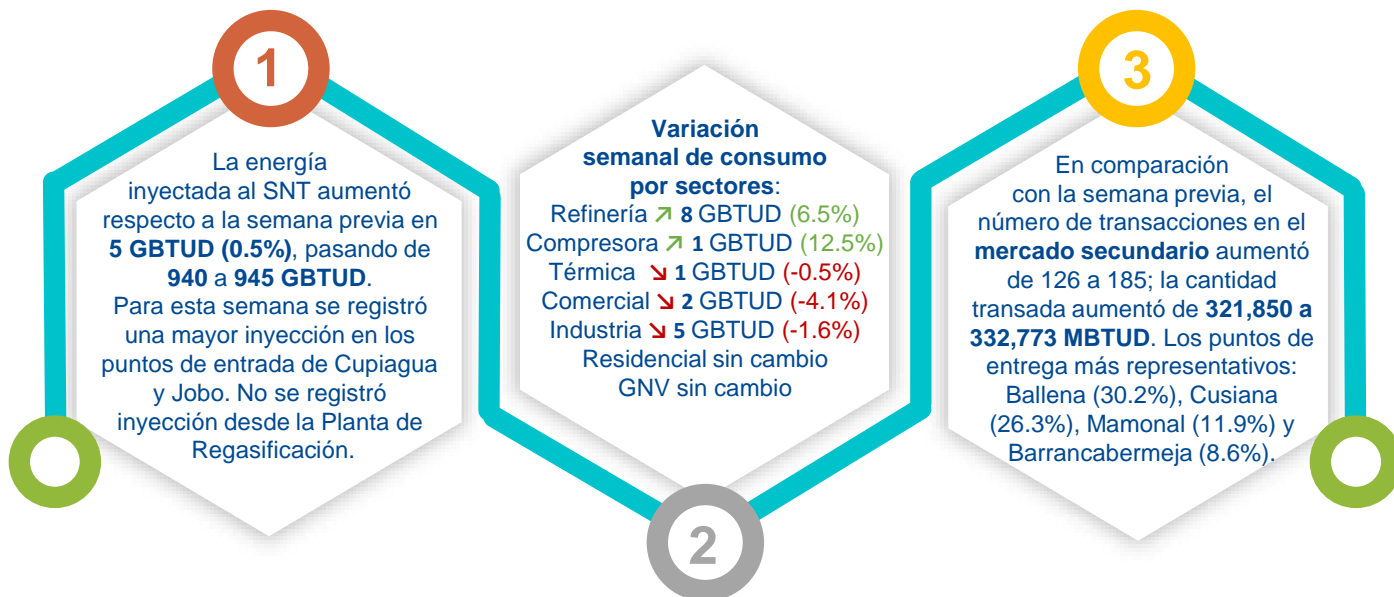 1
La energía
inyectada al SNT aumentó
respecto a la semana previa en
5 GBTUD (0.5%), pasando de
940 a 945 GBTUD.
Para esta semana se registró
una mayor inyección en los
puntos de entrada de Cupiagua
y Jobo. No se registró
inyección desde la Planta de
Regasificación.
Variación
semanal de consumo
por sectores:
Refinería ↗ 8 GBTUD (6.5%)
Compresora ↗ 1 GBTUD (12.5%)
Térmica ↘ 1 GBTUD (-0.5%)
Comercial ↘ 2 GBTUD (-4.1%)
Industria ↘ 5 GBTUD (-1.6%)
Residencial sin cambio
GNV sin cambio
2
3
En comparación
con la semana previa, el
número de transacciones en el
mercado secundario aumentó
de 126 a 185; la cantidad
transada aumentó de 321,850 a
332,773 MBTUD. Los puntos de
entrega más representativos:
Ballena (30.2%), Cusiana
(26.3%), Mamonal (11.9%) y
Barrancabermeja (8.6%).